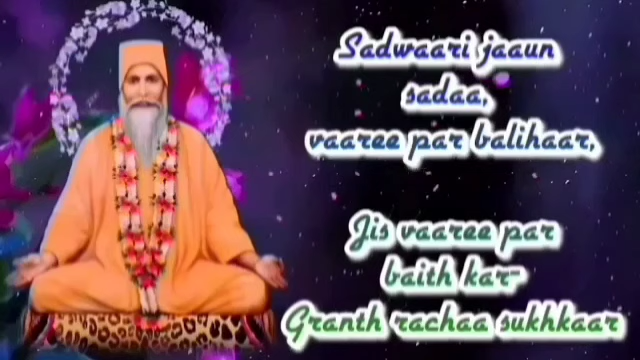 Sadwaari jaaun
sadaa,
vaaree par balihaar,
Jis vaaree par
baith kar-
Granth rachaa sukhkaar